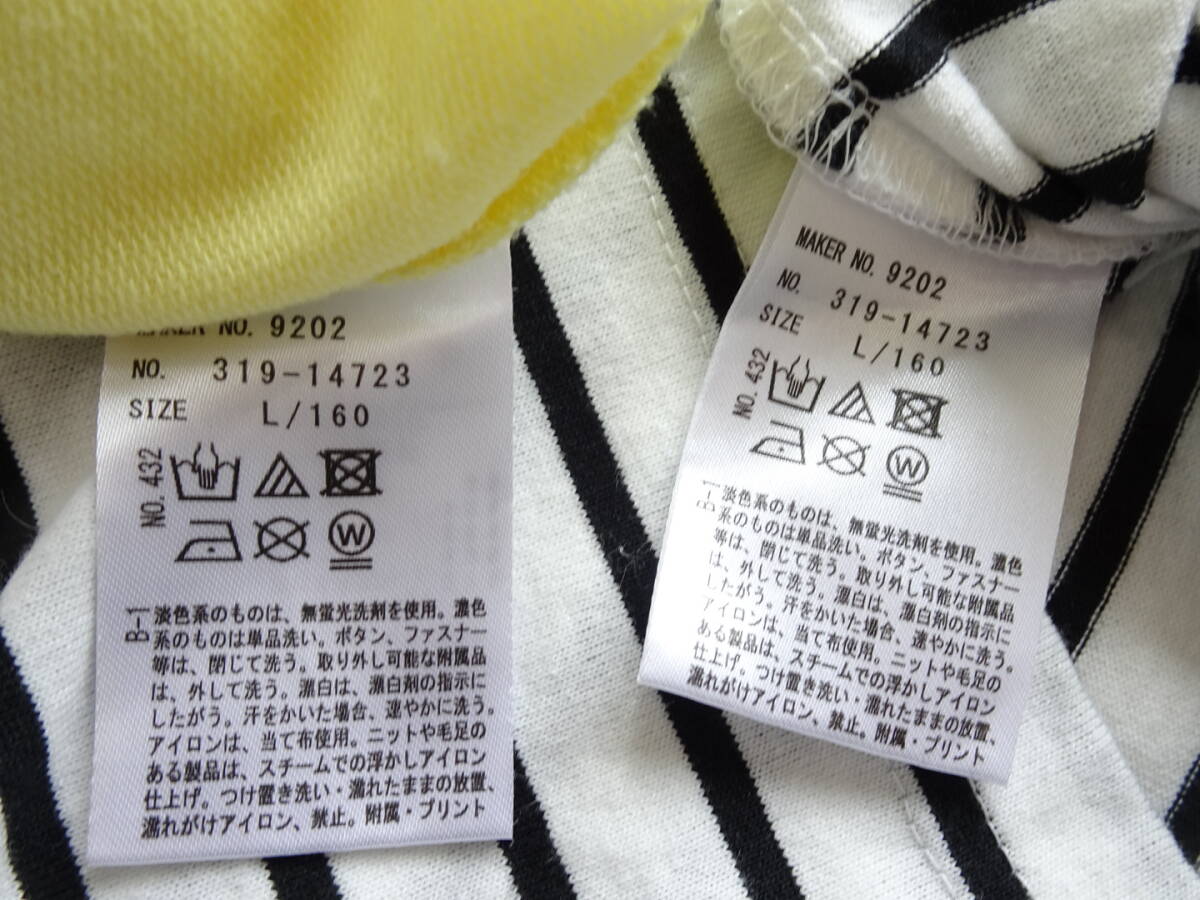 MAKER NO. 9202
NO. 319-14723
SIZE L/160
NO.432
W
B-1
淡色系のものは、無蛍光洗剤を使用。濃色
系のものは単品洗い。ボタン、ファスナー
等は、閉じて洗う。取り外し可能な附属品
は、外して洗う。漂白は、漂白剤の指示に
したがう。汗をかいた場合、速やかに洗う。
アイロンは、当て布使用。ニットや毛足の
ある製品は、スチームでの浮かしアイロン
仕上げ。つけ置き洗い・濡れたままの放置、
濡れがけアイロン、禁止。附属・プリント
MAKER NO. 9202
NO. 319-14723
SIZE L/160
NO.432
W
淡色系のものは、無蛍光洗剤を使用。濃色
系のものは単品洗い。ボタン、ファスナー
等は、閉じて洗う。取り外し可能な附属品
は、外して洗う。漂白は、漂白剤の指示に
したがう。汗をかいた場合、速やかに洗う。
アイロンは、当て布使用。ニットや毛足の
ある製品は、スチームでの浮かしアイロン
仕上げ。つけ置き洗い・濡れたままの放置、
濡れがけアイロン、禁止。附属・プリント